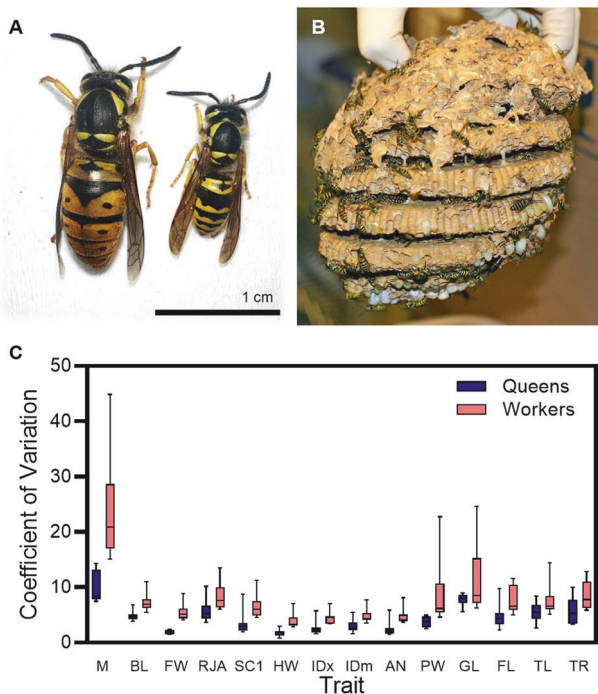 A
B
1 cm
C
50
40
30
20
10
0
Coefficient of Variation
Queens
Workers
M BL FW RJA SC1 HW IDx IDm AN PW GL FL TL TR
Trait